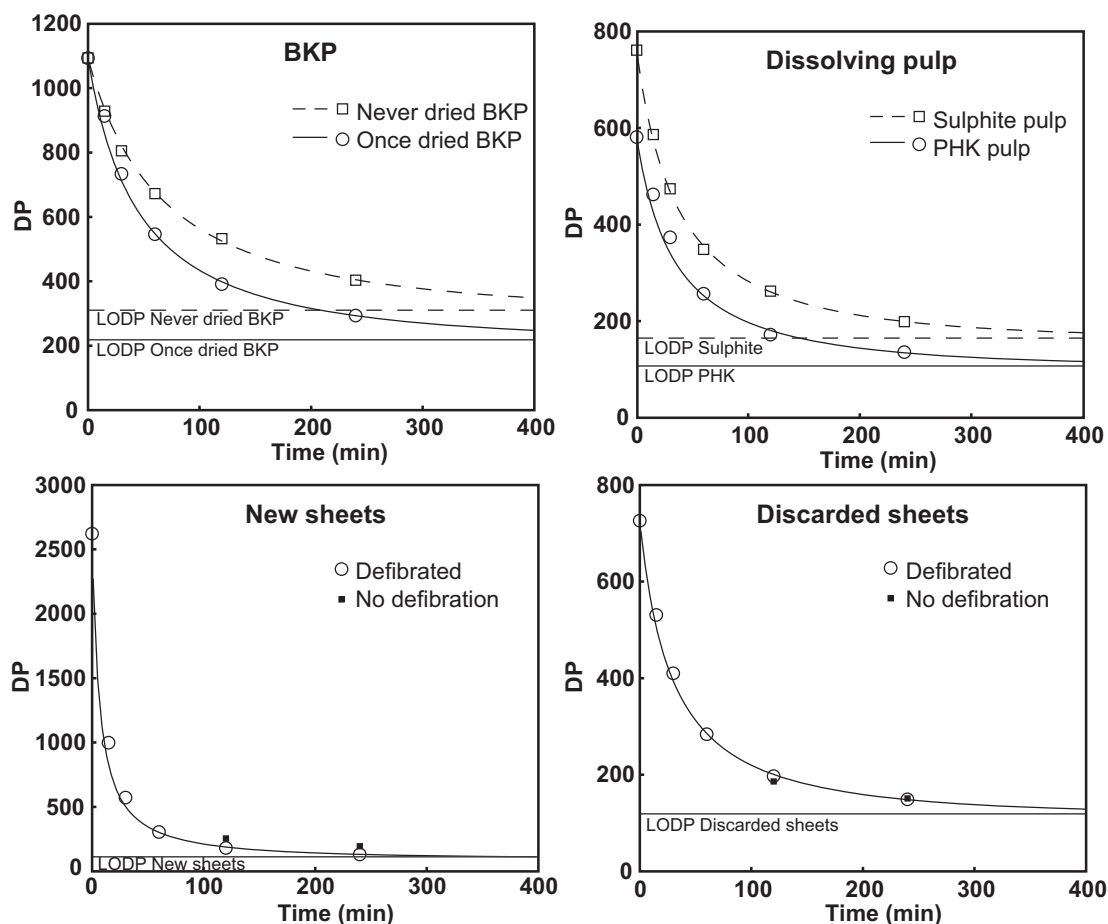 BKP
1200
1000
800
600
400
200
0
DP
Never dried BKP
Once dried BKP
LODP Never dried BKP
LODP Once dried BKP
0 100 200 300 400
Time (min)
Dissolving pulp
800
600
400
200
0
DP
Sulphite pulp
PHK pulp
LODP Sulphite
LODP PHK
0 100 200 300 400
Time (min)
New sheets
3000
2500
2000
1500
1000
500
0
DP
Defibrated
No defibration
LODP New sheets
0 100 200 300 400
Time (min)
Discarded sheets
800
600
400
200
0
DP
Defibrated
No defibration
LODP Discarded sheets
0 100 200 300 400
Time (min)